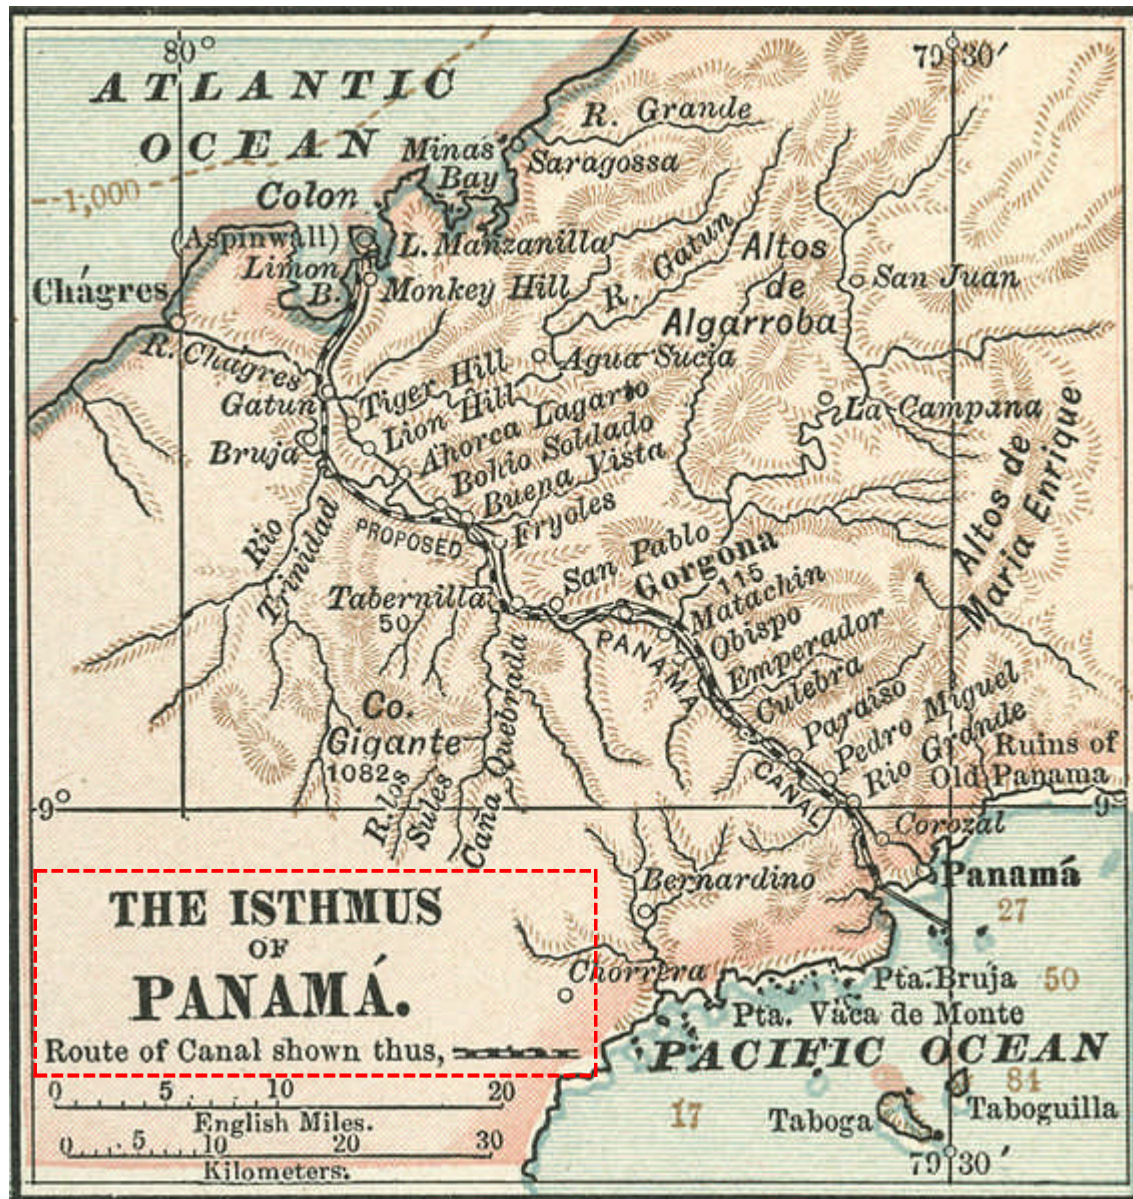 80°
79° 30′
ATLANTIC
OCEAN
1,000
R. Grande
Minas
Bay
Saragossa
Colon
(Aspinwall)
L. Manzanilla
Limon
B.
Monkey Hill
Chágres
R. Chágres
R. Gatun
Altos
de
Algarroba
San Juan
Agua Sucia
Gatun
Tiger Hill
Lion Hill
Ahorca Lagarto
Bohio Soldado
Buena Vista
Fryoles
La Campana
Bruja
Altos de
Maria Enrique
Rio
Trinidad
PROPOSED
PANAMA
CANAL
San Pablo
Gorgona
115
Matachin
Obispo
Emperador
Culebra
Paraiso
Pedro Miguel
Rio Grande
Tabernilla
50
Co.
Gigante
1082
R. los
Sules
Caña Quebrada
Ruins of
Old Panama
9°
9°
Corozal
Panamá
27
Bernardino
THE ISTHMUS
OF
PANAMÁ.
Route of Canal shown thus,
Chorrera
Pta. Bruja
50
Pta. Vaca de Monte
PACIFIC OCEAN
84
Taboga
Taboguilla
17
0 5 10 20
English Miles.
0 5 10 20 30
Kilometers.
79° 30′